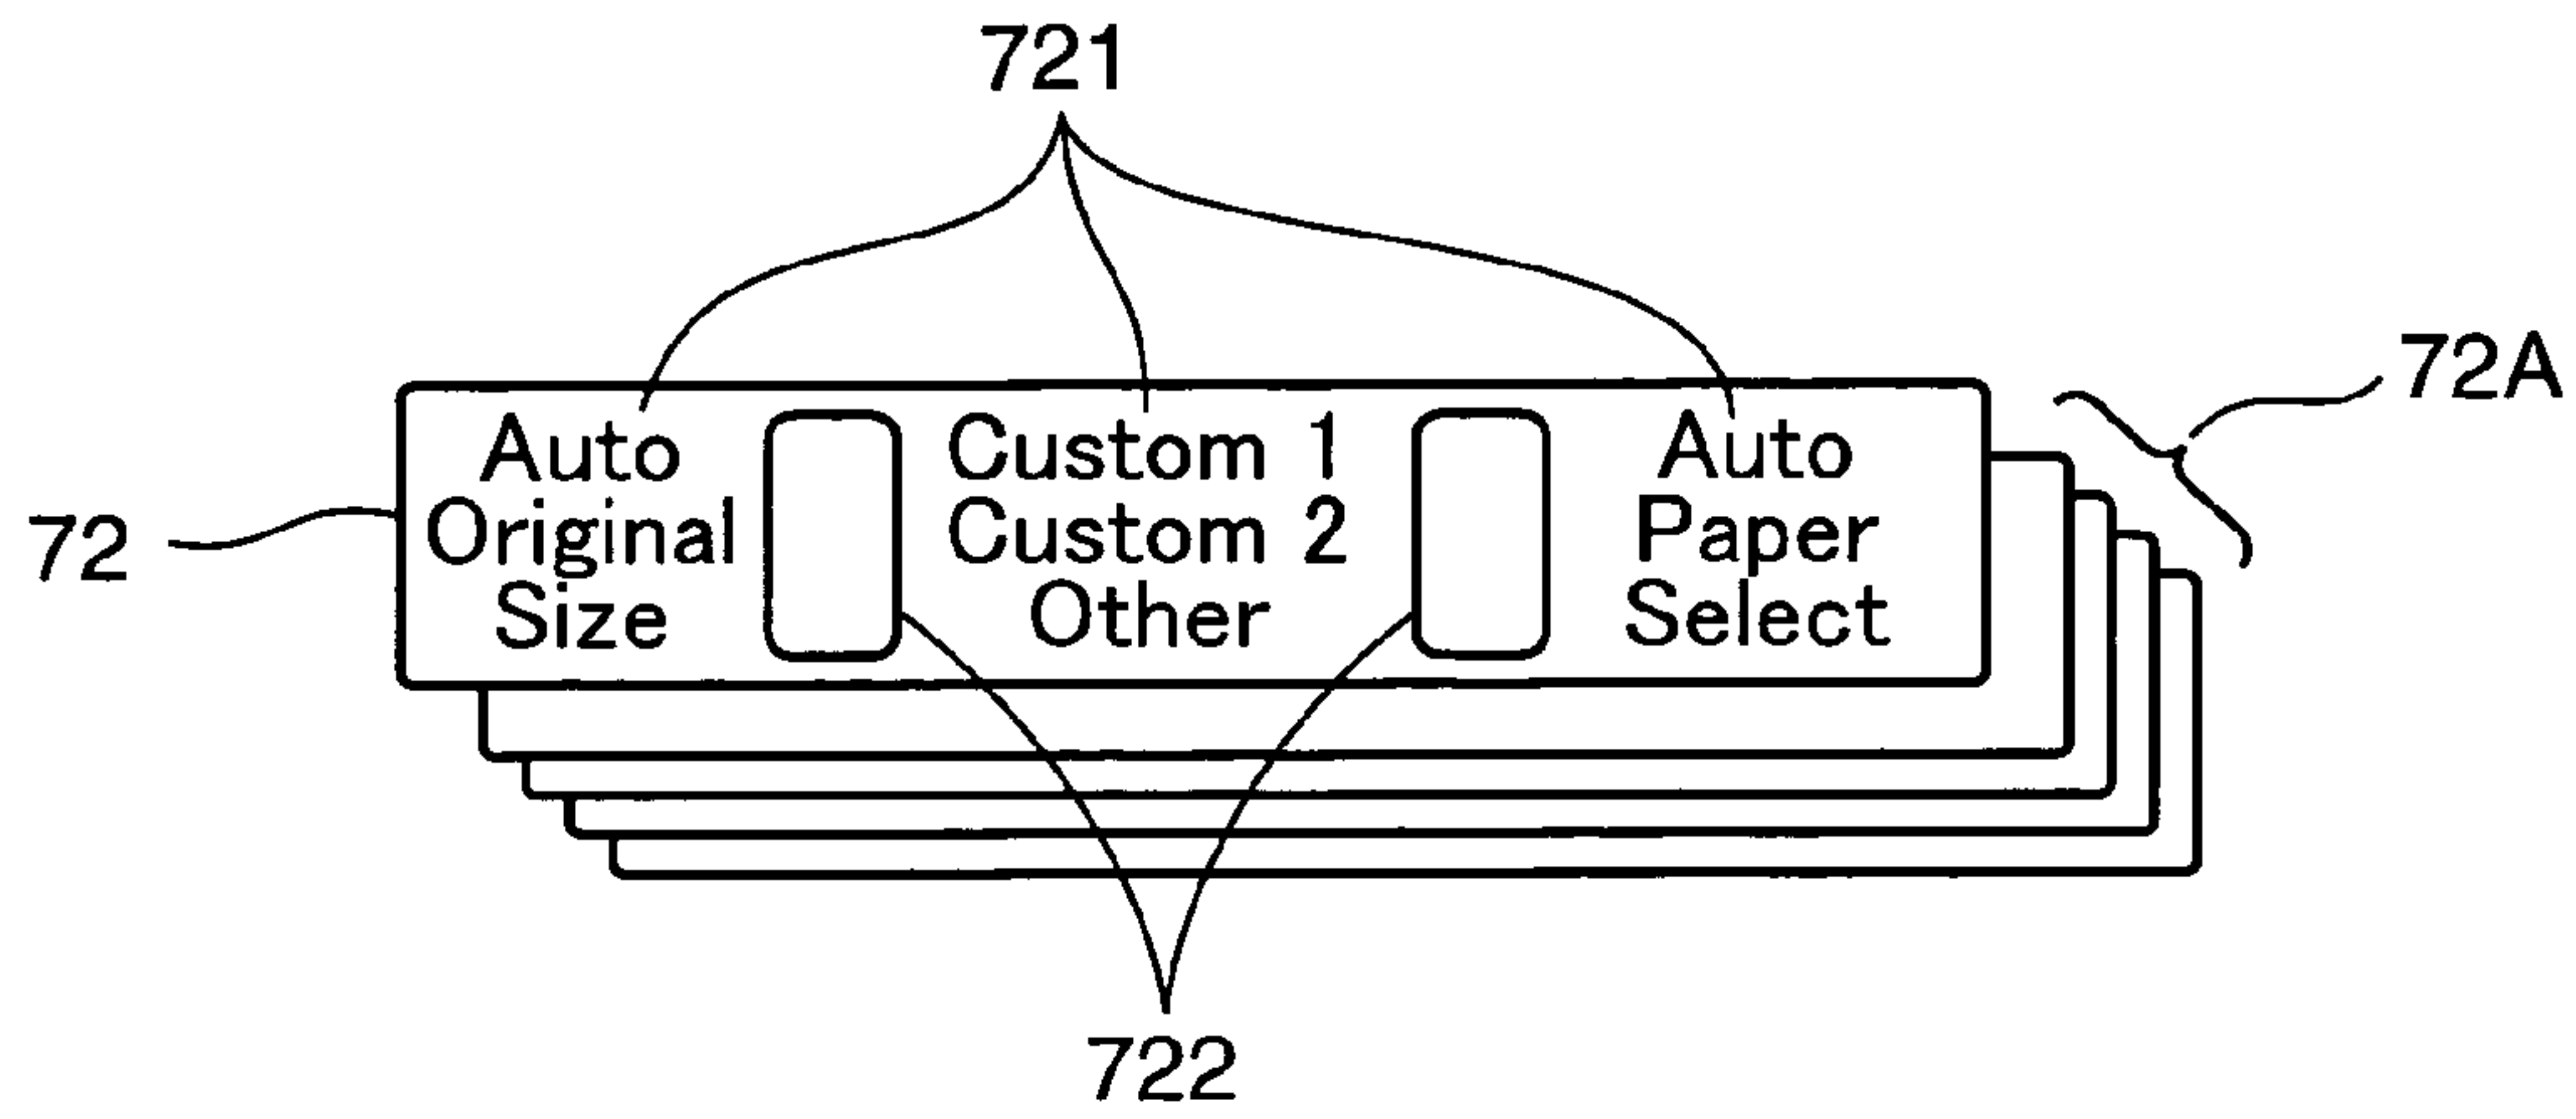 721
72A
72
Auto
Original
Size
Custom 1
Custom 2
Other
Auto
Paper
Select
722